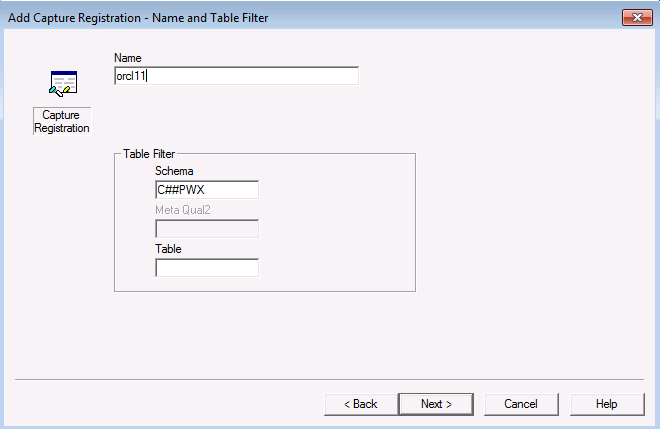 Add Capture Registration - Name and Table Filter
Name
orcl11
Capture
Registration
Table Filter
Schema
C##PWX
Meta Qual2
Table
< Back
Next >
Cancel
Help